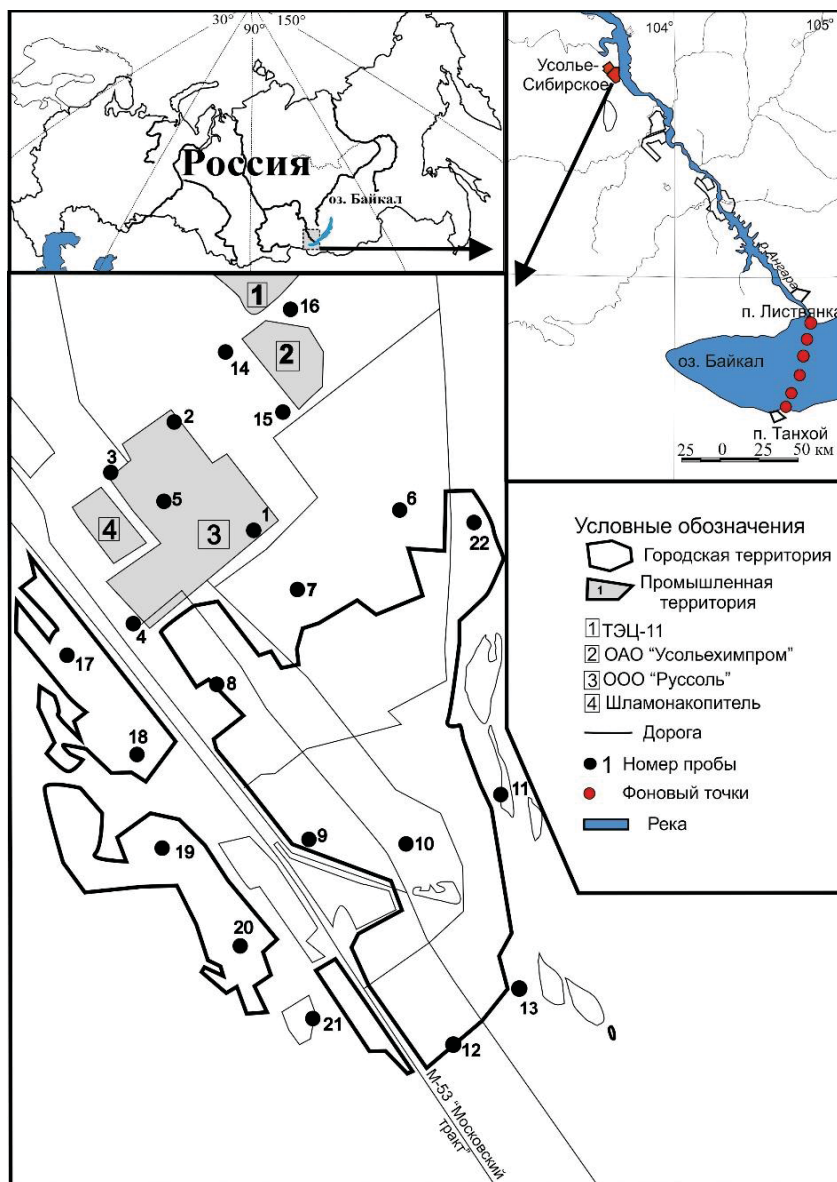 30° 90° 150°
Россия
оз. Байкал
104°
105°
Усолье-
Сибирское
р.Ангара
п. Листвянка
оз. Байкал
п. Танхой
25 0 25 50 км
1
16
2
14
15
2
3
5
4
3
1
6
22
7
4
17
8
18
11
9
10
19
20
13
21
12
М-53 "Московский
тракт"
Условные обозначения
Городская территория
1 Промышленная
территория
1 ТЭЦ-11
2 ОАО "Усольехимпром"
3 ООО "Руссоль"
4 Шламонакопитель
Дорога
1 Номер пробы
Фоновый точки
Река